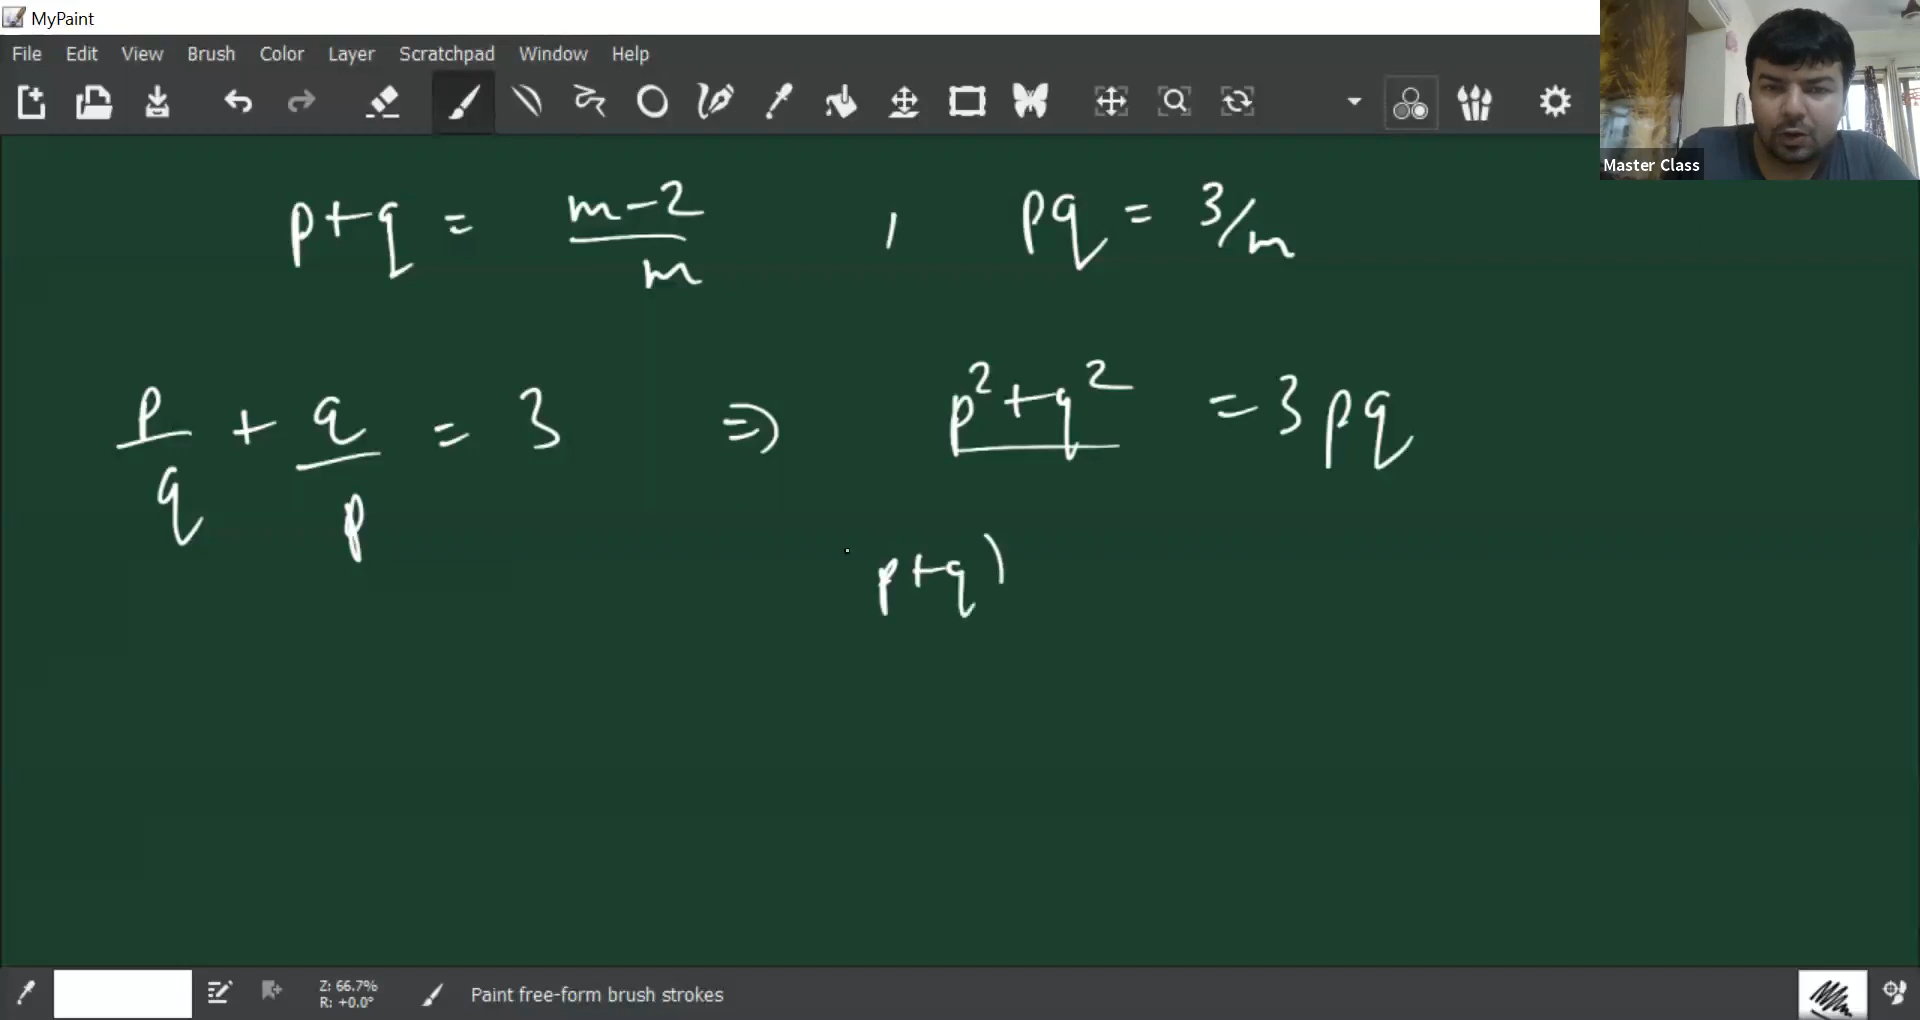 MyPaint
File Edit View Brush Color Layer Scratchpad Window Help
Master Class
p+q = m-2/m , pq = 3/m
p/q + q/p = 3 ⇒ p²+q² = 3pq
p+q)
Z: 66.7%
R: +0.0°
Paint free-form brush strokes